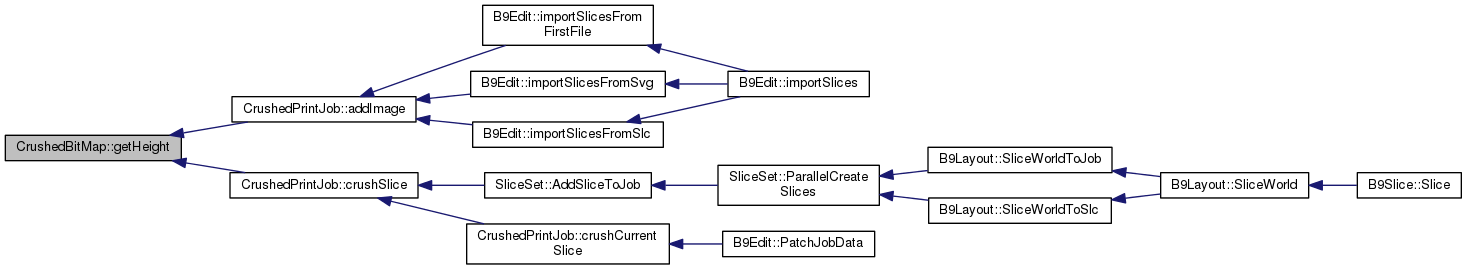 B9Edit::importSlicesFrom
FirstFile
B9Edit::importSlicesFromSvg
B9Edit::importSlices
CrushedPrintJob::addImage
B9Edit::importSlicesFromSlc
CrushedBitMap::getHeight
CrushedPrintJob::crushSlice
SliceSet::AddSliceToJob
SliceSet::ParallelCreate
Slices
B9Layout::SliceWorldToJob
B9Layout::SliceWorldToSlc
B9Layout::SliceWorld
B9Slice::Slice
CrushedPrintJob::crushCurrent
Slice
B9Edit::PatchJobData